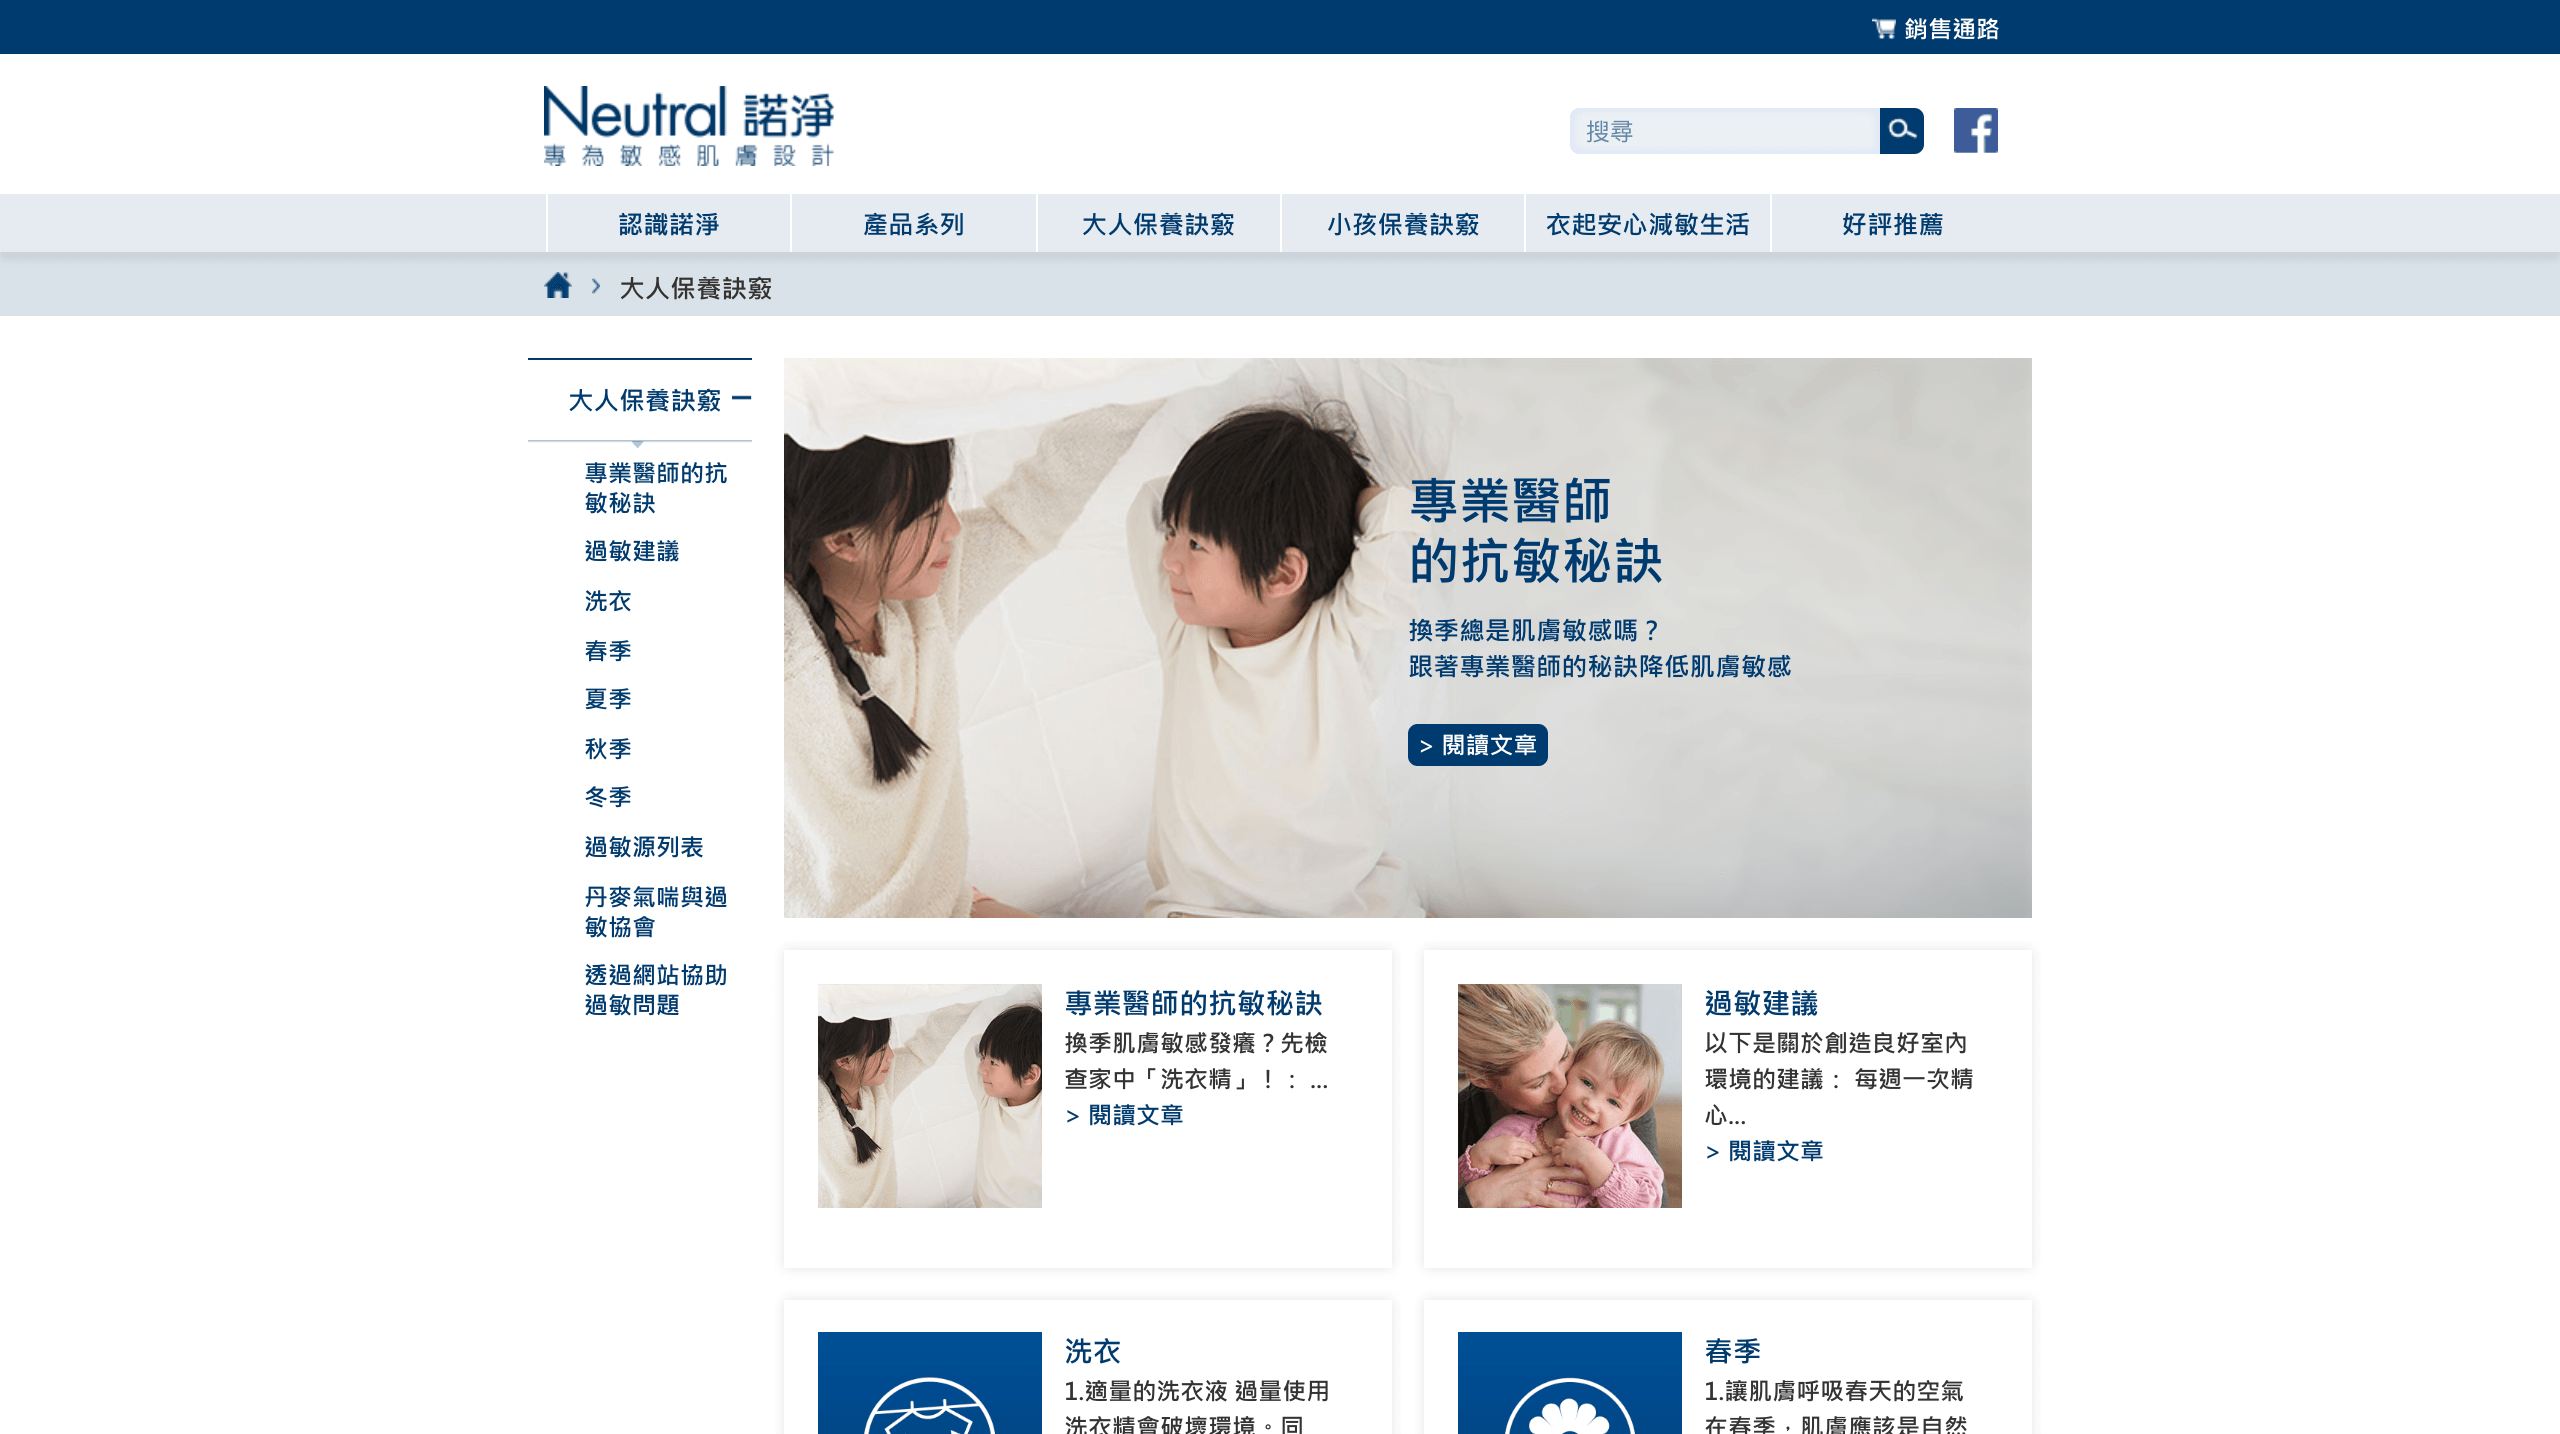 銷售通路
Neutral 諾淨
專為敏感肌膚設計
搜尋
認識諾淨
產品系列
大人保養訣竅
小孩保養訣竅
衣起安心減敏生活
好評推薦
大人保養訣竅
大人保養訣竅
專業醫師的抗
敏秘訣
過敏建議
洗衣
春季
夏季
秋季
冬季
過敏源列表
丹麥氣喘與過
敏協會
透過網站協助
過敏問題
專業醫師
的抗敏秘訣
換季總是肌膚敏感嗎？
跟著專業醫師的秘訣降低肌膚敏感
> 閱讀文章
專業醫師的抗敏秘訣
換季肌膚敏感發癢？先檢
查家中「洗衣精」！： ...
> 閱讀文章
過敏建議
以下是關於創造良好室內
環境的建議： 每週一次精
心...
> 閱讀文章
洗衣
1.適量的洗衣液 過量使用
洗衣精會破壞環境。同
春季
1.讓肌膚呼吸春天的空氣
在春季，肌膚應該是自然